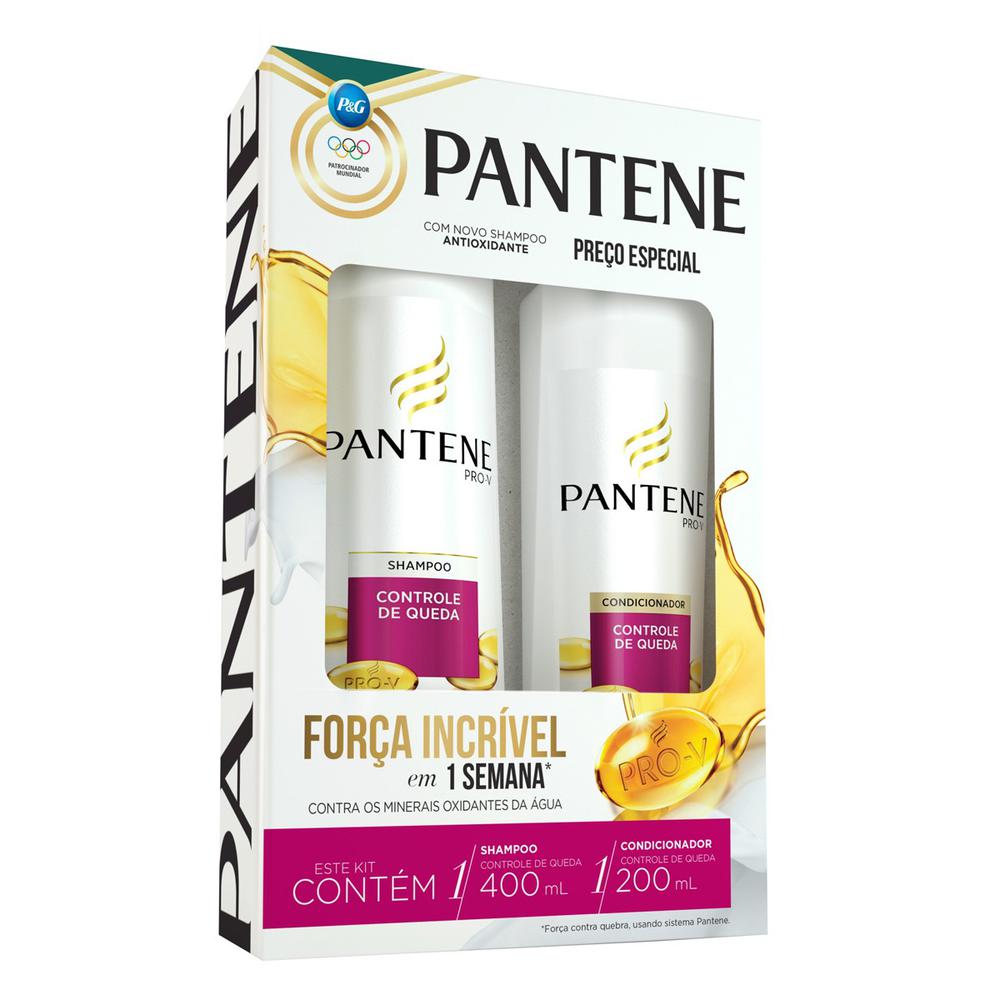 PANTENE
P&G
PATROCINADOR
MUNDIAL
PANTENE
COM NOVO SHAMPOO
ANTIOXIDANTE
PREÇO ESPECIAL
PANTENE
PRO-V
SHAMPOO
CONTROLE
DE QUEDA
PRO-V
PANTENE
PRO-V
CONDICIONADOR
CONTROLE
DE QUEDA
PRO-V
FORÇA INCRÍVEL
em 1 SEMANA*
CONTRA OS MINERAIS OXIDANTES DA ÁGUA
ESTE KIT
CONTÉM
1/ SHAMPOO
CONTROLE DE QUEDA
400 mL
1/ CONDICIONADOR
CONTROLE DE QUEDA
200 mL
*Força contra quebra, usando sistema Pantene.